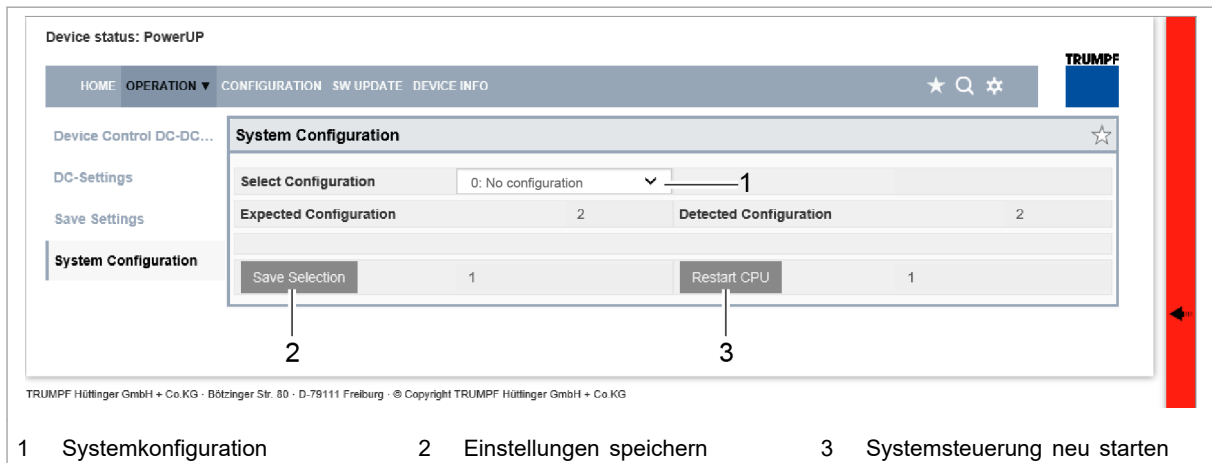 Device status: PowerUP
TRUMPF
HOME OPERATION ▼ CONFIGURATION SW UPDATE DEVICE INFO
Device Control DC-DC...
System Configuration
DC-Settings
Select Configuration 0: No configuration 1
Save Settings
Expected Configuration 2 Detected Configuration 2
System Configuration
Save Selection 1 Restart CPU 1
2 3
TRUMPF Hüttinger GmbH + Co.KG · Bötzinger Str. 80 · D-79111 Freiburg · © Copyright TRUMPF Hüttinger GmbH + Co.KG
1 Systemkonfiguration 2 Einstellungen speichern 3 Systemsteuerung neu starten